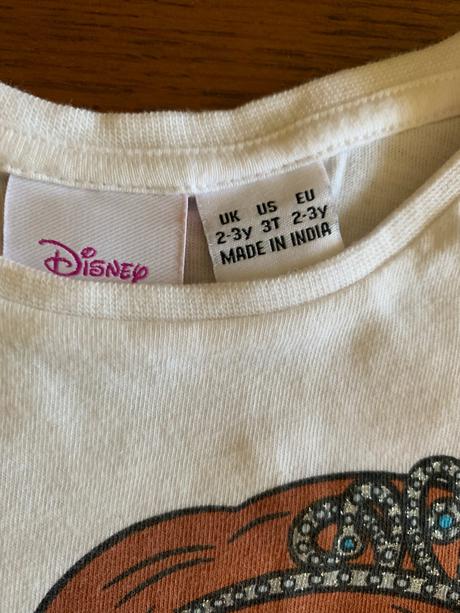 Disney
UK US EU
2-3y 3T 2-3y
MADE IN INDIA